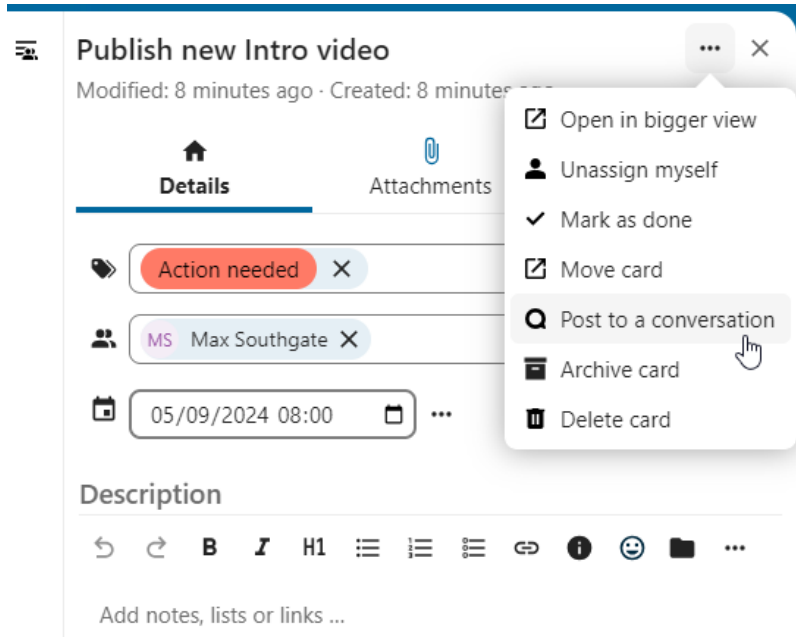 Publish new Intro video
Modified: 8 minutes ago · Created: 8 minutes ago
Open in bigger view
Unassign myself
Mark as done
Move card
Post to a conversation
Archive card
Delete card
Details
Attachments
Action needed
MS Max Southgate
05/09/2024 08:00
Description
B I H1
Add notes, lists or links ...